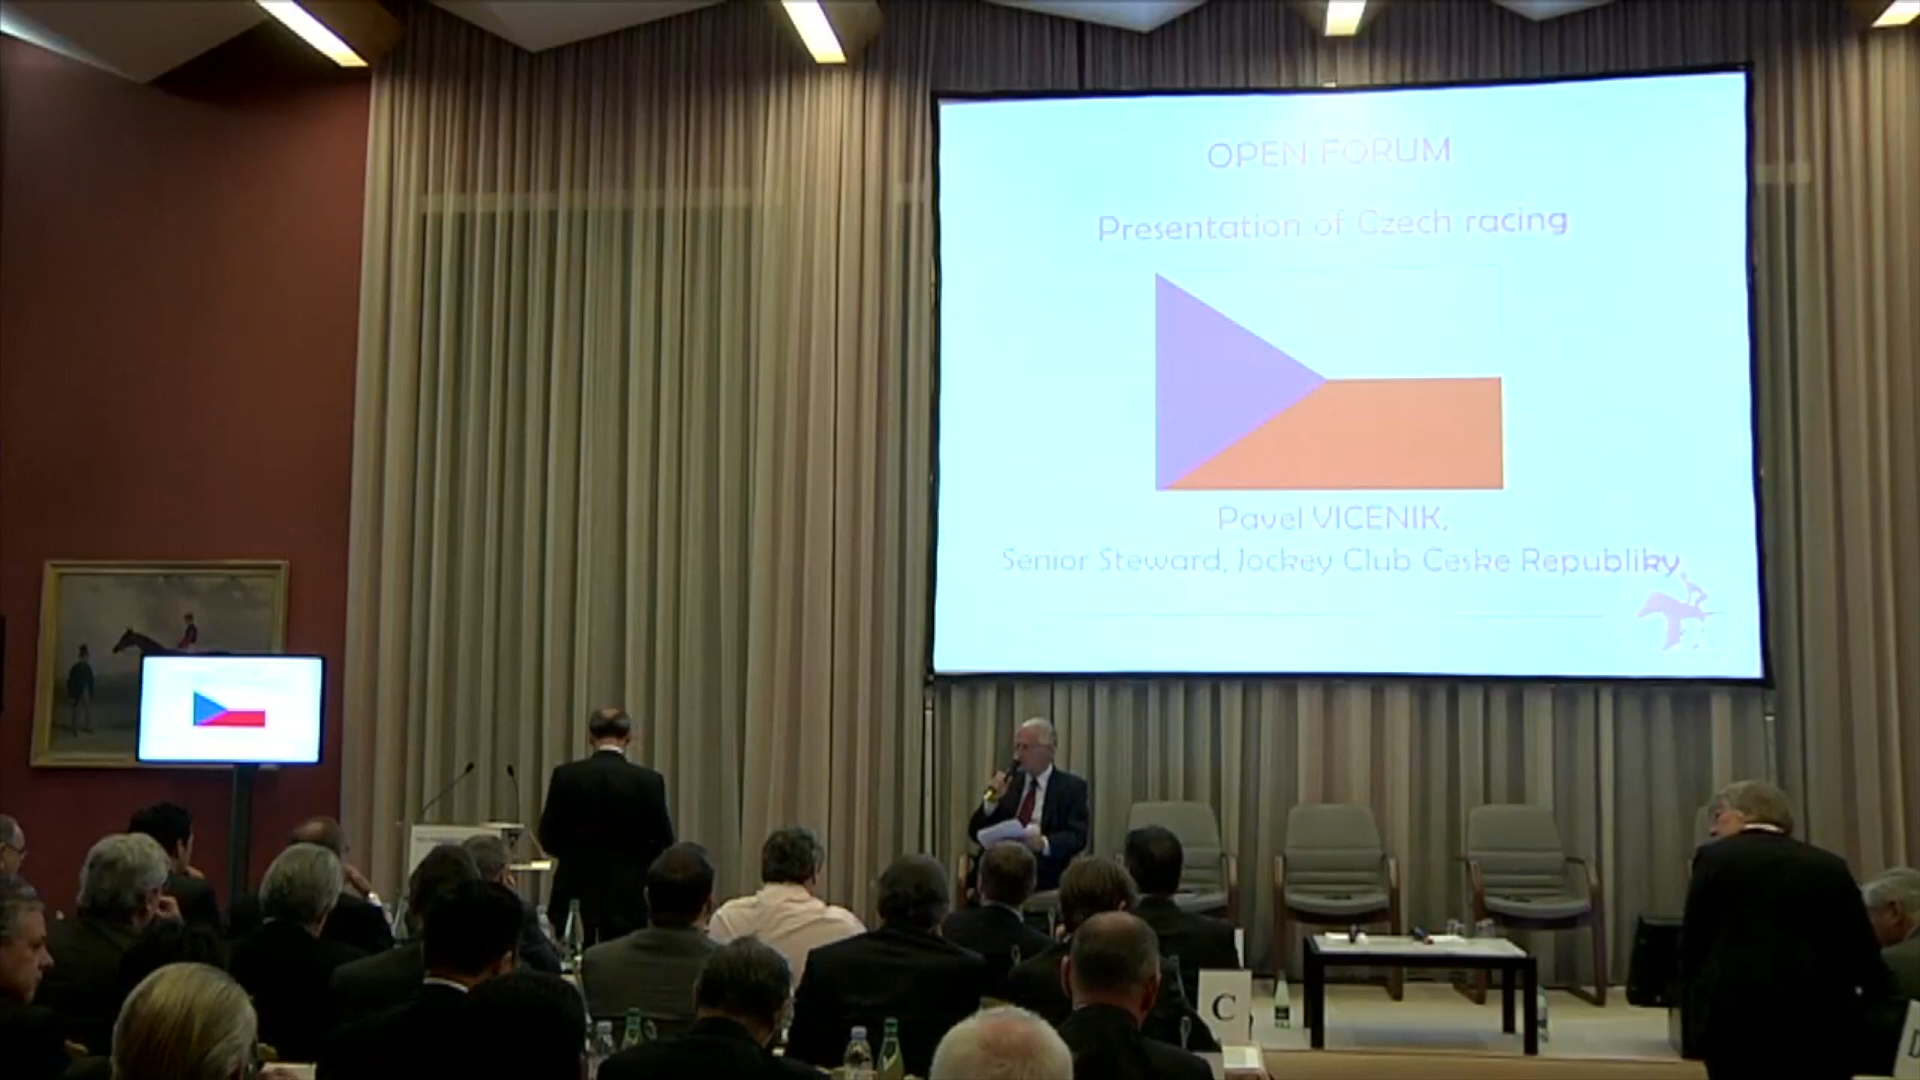 OPEN FORUM
Presentation of Czech racing
Pavel VICENIK,
Senior Steward, Jockey Club Ceske Republiky
C